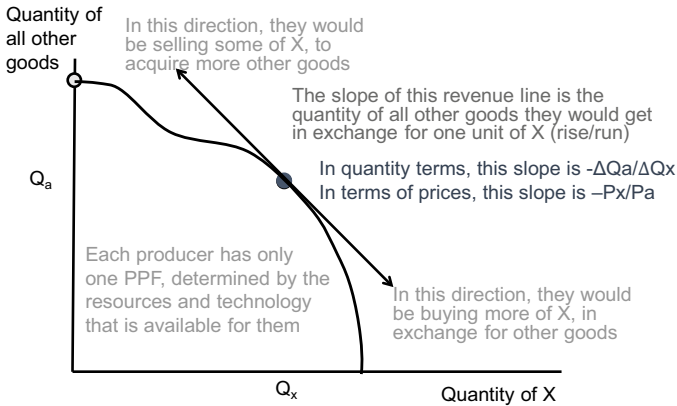 Quantity of
all other
goods
In this direction, they would
be selling some of X, to
acquire more other goods
The slope of this revenue line is the
quantity of all other goods they would get
in exchange for one unit of X (rise/run)
In quantity terms, this slope is -ΔQa/ΔQx
In terms of prices, this slope is –Px/Pa
Qa
Each producer has only
one PPF, determined by the
resources and technology
that is available for them
In this direction, they would
be buying more of X, in
exchange for other goods
Qx
Quantity of X